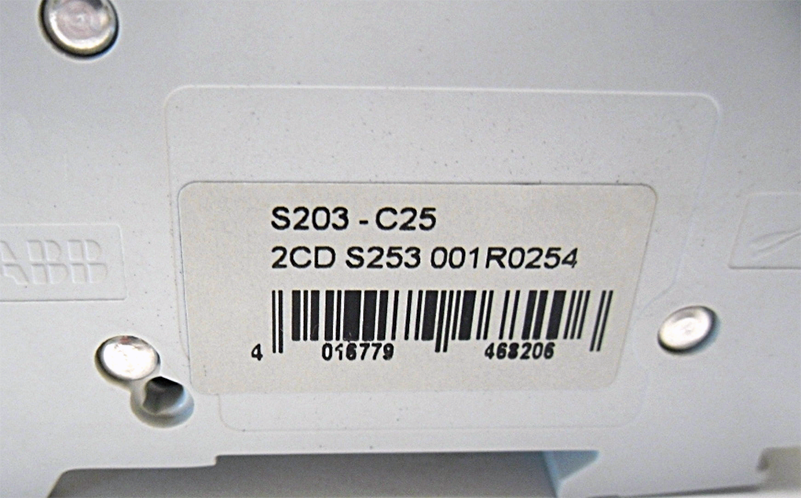 S203 - C25
2CD S253 001R0254
4 016779 468206
ABB